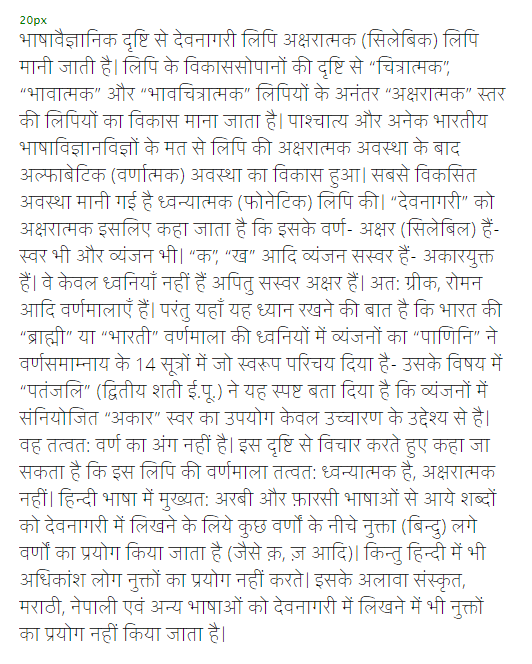 20px
भाषावैज्ञानिक दृष्टि से देवनागरी लिपि अक्षरात्मक (सिलेबिक) लिपि
मानी जाती है। लिपि के विकाससोपानों की दृष्टि से “चित्रात्मक”,
“भावात्मक” और “भावचित्रात्मक” लिपियों के अनंतर “अक्षरात्मक” स्तर
की लिपियों का विकास माना जाता है। पाश्चात्य और अनेक भारतीय
भाषाविज्ञानविज्ञों के मत से लिपि की अक्षरात्मक अवस्था के बाद
अल्फाबेटिक (वर्णात्मक) अवस्था का विकास हुआ। सबसे विकसित
अवस्था मानी गई है ध्वन्यात्मक (फोनेटिक) लिपि की। “देवनागरी” को
अक्षरात्मक इसलिए कहा जाता है कि इसके वर्ण- अक्षर (सिलेबिल) हैं-
स्वर भी और व्यंजन भी। “क”, “ख” आदि व्यंजन सस्वर हैं- अकारयुक्त
हैं। वे केवल ध्वनियाँ नहीं हैं अपितु सस्वर अक्षर हैं। अत: ग्रीक, रोमन
आदि वर्णमालाएँ हैं। परंतु यहाँ यह ध्यान रखने की बात है कि भारत की
“ब्राह्मी” या “भारती” वर्णमाला की ध्वनियों में व्यंजनों का “पाणिनि” ने
वर्णसमाम्नाय के 14 सूत्रों में जो स्वरूप परिचय दिया है- उसके विषय में
“पतंजलि” (द्वितीय शती ई.पू.) ने यह स्पष्ट बता दिया है कि व्यंजनों में
संनियोजित “अकार” स्वर का उपयोग केवल उच्चारण के उद्देश्य से है।
वह तत्वत: वर्ण का अंग नहीं है। इस दृष्टि से विचार करते हुए कहा जा
सकता है कि इस लिपि की वर्णमाला तत्वत: ध्वन्यात्मक है, अक्षरात्मक
नहीं। हिन्दी भाषा में मुख्यत: अरबी और फ़ारसी भाषाओं से आये शब्दों
को देवनागरी में लिखने के लिये कुछ वर्णों के नीचे नुक्ता (बिन्दु) लगे
वर्णों का प्रयोग किया जाता है (जैसे क़, ज़ आदि)। किन्तु हिन्दी में भी
अधिकांश लोग नुक्तों का प्रयोग नहीं करते। इसके अलावा संस्कृत,
मराठी, नेपाली एवं अन्य भाषाओं को देवनागरी में लिखने में भी नुक्तों
का प्रयोग नहीं किया जाता है।